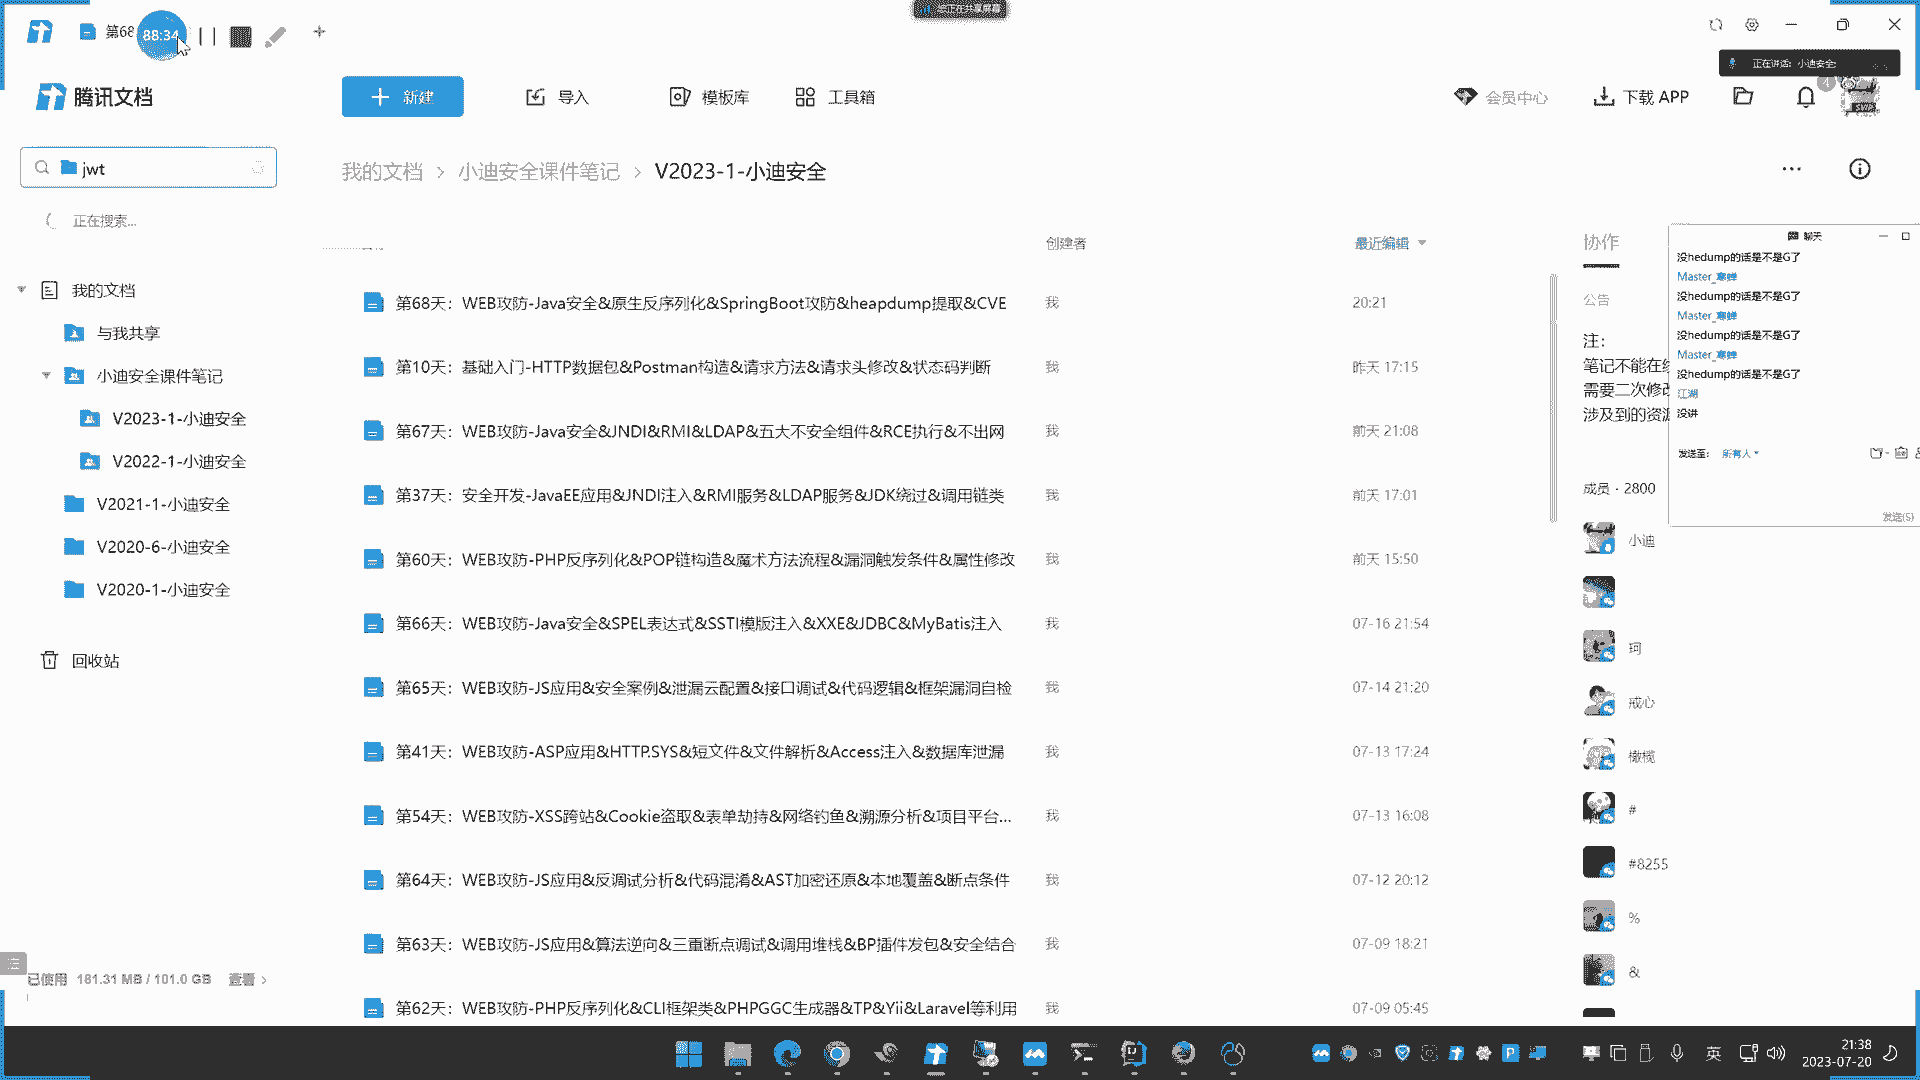 您正在共享屏幕
第68
88:34
正在讲话: 小迪安全;
腾讯文档
新建
导入
模板库
工具箱
会员中心
下载 APP
4
jwt
我的文档 > 小迪安全课件笔记 > V2023-1-小迪安全
正在搜索...
创建者
最近编辑
协作
聊天
我的文档
与我共享
小迪安全课件笔记
V2023-1-小迪安全
V2022-1-小迪安全
V2021-1-小迪安全
V2020-6-小迪安全
V2020-1-小迪安全
回收站
已使用 181.31 MB / 101.0 GB 查看 >
第68天：WEB攻防-Java安全&原生反序列化&SpringBoot攻防&heapdump提取&CVE 我 20:21
第10天：基础入门-HTTP数据包&Postman构造&请求方法&请求头修改&状态码判断 我 昨天 17:15
第67天：WEB攻防-Java安全&JNDI&RMI&LDAP&五大不安全组件&RCE执行&不出网 我 前天 21:08
第37天：安全开发-JavaEE应用&JNDI注入&RMI服务&LDAP服务&JDK绕过&调用链类 我 前天 17:01
第60天：WEB攻防-PHP反序列化&POP链构造&魔术方法流程&漏洞触发条件&属性修改 我 前天 15:50
第66天：WEB攻防-Java安全&SPEL表达式&SSTI模版注入&XXE&JDBC&MyBatis注入 我 07-16 21:54
第65天：WEB攻防-JS应用&安全案例&泄漏云配置&接口调试&代码逻辑&框架漏洞自检 我 07-14 21:20
第41天：WEB攻防-ASP应用&HTTP.SYS&短文件&文件解析&Access注入&数据库泄漏 我 07-13 17:24
第54天：WEB攻防-XSS跨站&Cookie盗取&表单劫持&网络钓鱼&溯源分析&项目平台... 我 07-13 16:08
第64天：WEB攻防-JS应用&反调试分析&代码混淆&AST加密还原&本地覆盖&断点条件 我 07-12 20:12
第63天：WEB攻防-JS应用&算法逆向&三重断点调试&调用堆栈&BP插件发包&安全结合 我 07-09 18:21
第62天：WEB攻防-PHP反序列化&CLI框架类&PHPGGC生成器&TP&Yii&Laravel等利用 我 07-09 05:45
公告
注：
笔记不能在线
需要二次修改
涉及到的资源
成员 · 2800
小迪
珂
戒心
橄榄
#
#8255
%
&
没hedump的话是不是G了
Master_寒蝉
没hedump的话是不是G了
Master_寒蝉
没hedump的话是不是G了
Master_寒蝉
没hedump的话是不是G了
江湖
没讲
发送至： 所有人
发送(S)
英
21:38
2023-07-20